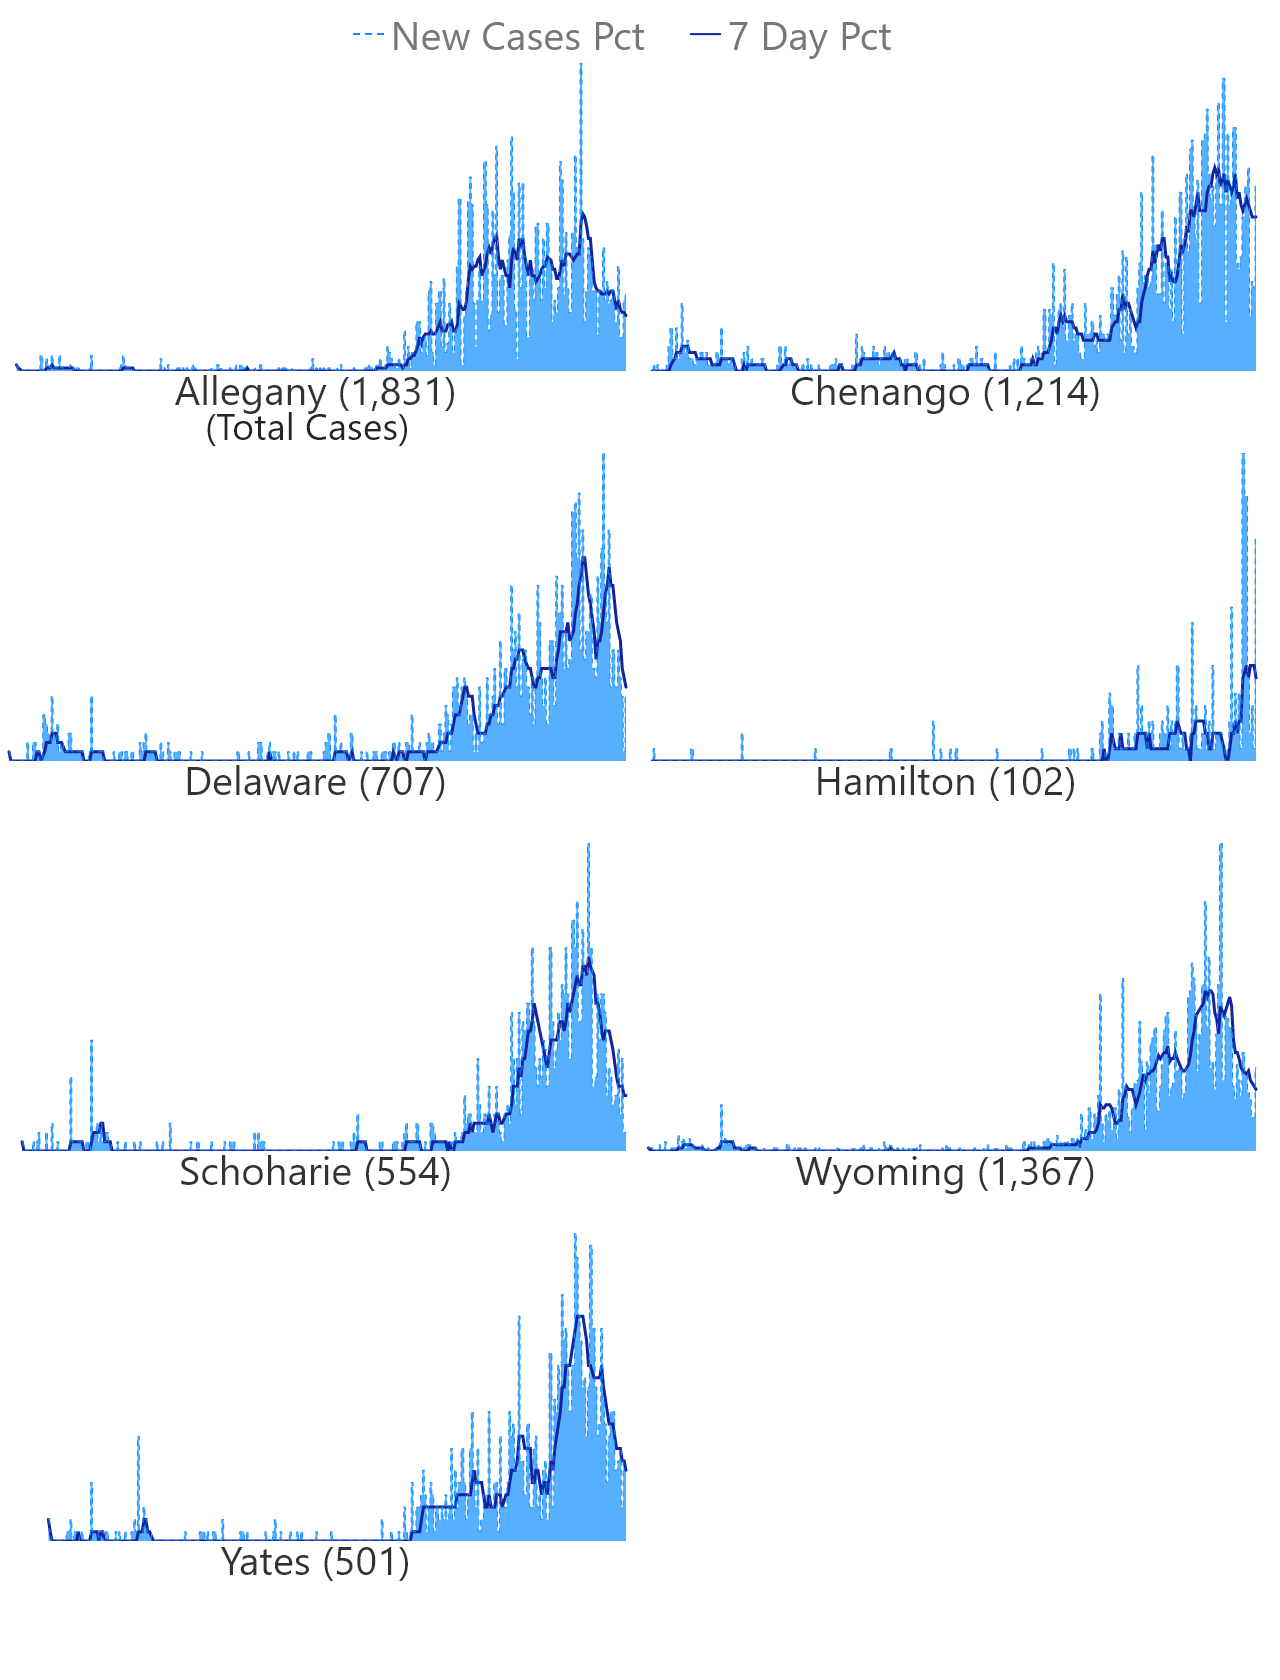 New Cases Pct 7 Day Pct
Allegany (1,831) Chenango (1,214)
(Total Cases)
Delaware (707) Hamilton (102)
Schoharie (554) Wyoming (1,367)
Yates (501)